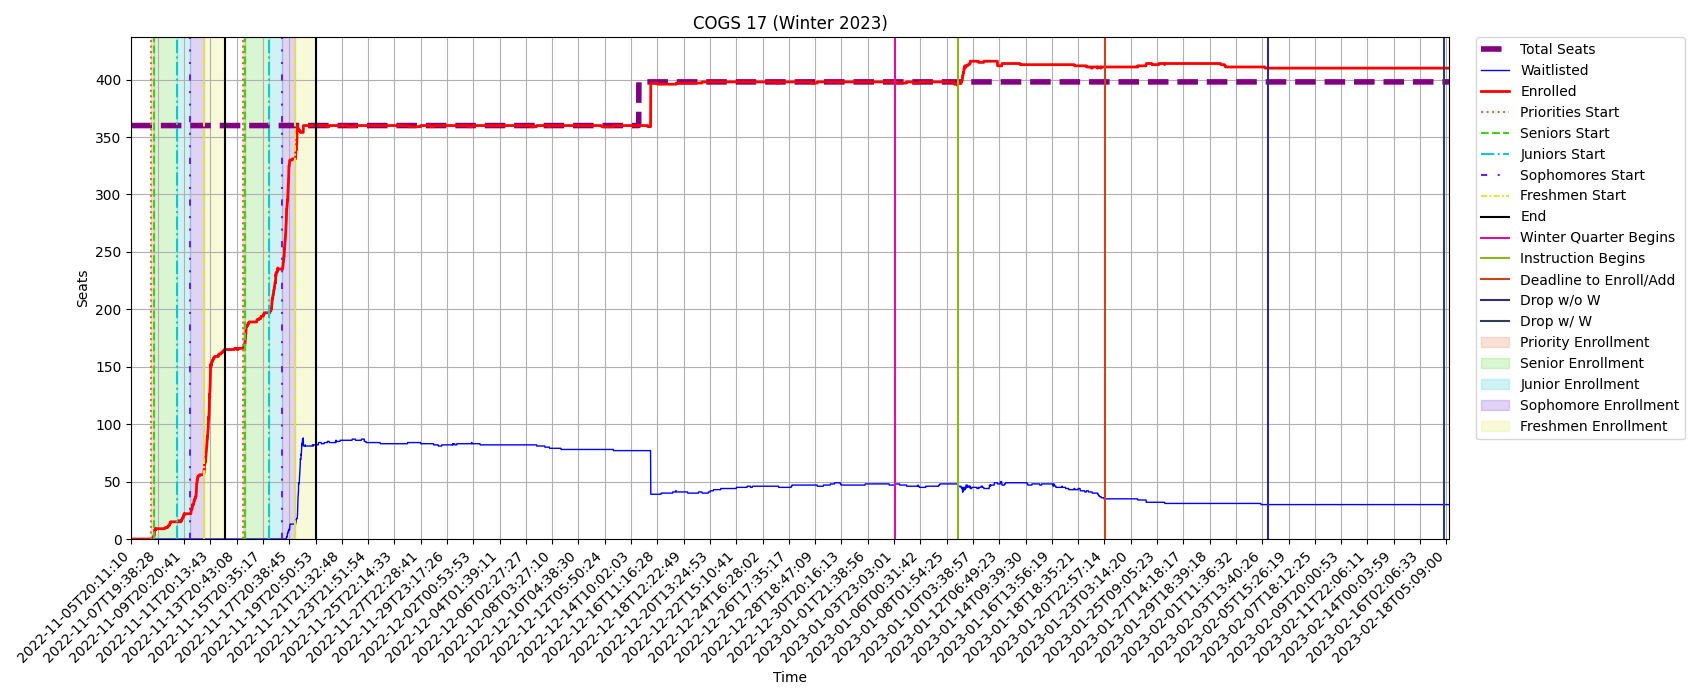 COGS 17 (Winter 2023)
Seats
400
350
300
250
200
150
100
50
0
2022-11-05T20:11:10
2022-11-07T19:38:28
2022-11-09T20:20:41
2022-11-11T20:13:43
2022-11-13T20:43:08
2022-11-15T20:35:17
2022-11-17T20:38:45
2022-11-19T20:50:53
2022-11-21T21:32:48
2022-11-23T21:51:54
2022-11-25T22:14:33
2022-11-27T22:28:41
2022-11-29T23:17:26
2022-12-02T00:53:53
2022-12-04T01:39:11
2022-12-06T02:27:27
2022-12-08T03:27:10
2022-12-10T04:38:30
2022-12-12T05:50:24
2022-12-14T10:02:03
2022-12-16T11:16:28
2022-12-18T12:22:49
2022-12-20T13:24:53
2022-12-22T15:10:41
2022-12-24T16:28:02
2022-12-26T17:35:17
2022-12-28T18:47:09
2022-12-30T20:16:13
2023-01-01T21:38:56
2023-01-03T23:03:01
2023-01-06T00:31:42
2023-01-08T01:54:25
2023-01-10T03:38:57
2023-01-12T06:49:23
2023-01-14T09:39:30
2023-01-16T13:56:19
2023-01-18T18:35:21
2023-01-20T22:57:14
2023-01-23T03:14:20
2023-01-25T09:05:23
2023-01-27T14:18:17
2023-01-29T18:39:18
2023-02-01T11:36:32
2023-02-03T13:40:26
2023-02-05T15:26:19
2023-02-07T18:12:25
2023-02-09T20:00:53
2023-02-11T22:06:11
2023-02-14T00:03:59
2023-02-16T02:06:33
2023-02-18T05:09:00
Time
Total Seats
Waitlisted
Enrolled
Priorities Start
Seniors Start
Juniors Start
Sophomores Start
Freshmen Start
End
Winter Quarter Begins
Instruction Begins
Deadline to Enroll/Add
Drop w/o W
Drop w/ W
Priority Enrollment
Senior Enrollment
Junior Enrollment
Sophomore Enrollment
Freshmen Enrollment